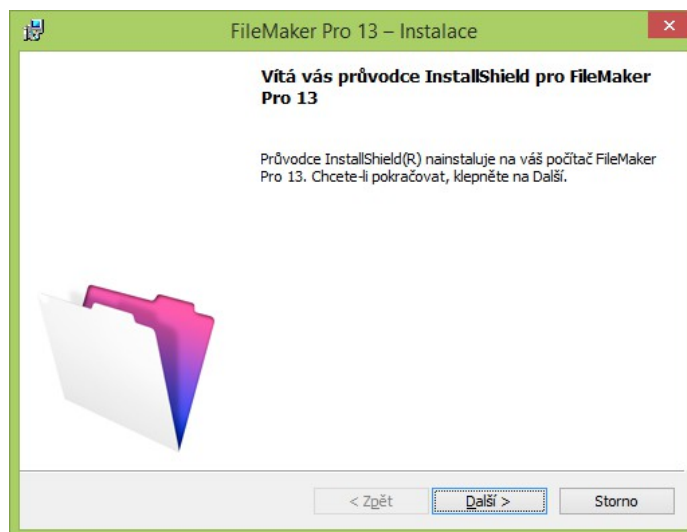 FileMaker Pro 13 – Instalace
Vítá vás průvodce InstallShield pro FileMaker
Pro 13
Průvodce InstallShield(R) nainstaluje na váš počítač FileMaker
Pro 13. Chcete-li pokračovat, klepněte na Další.
< Zpět Další > Storno